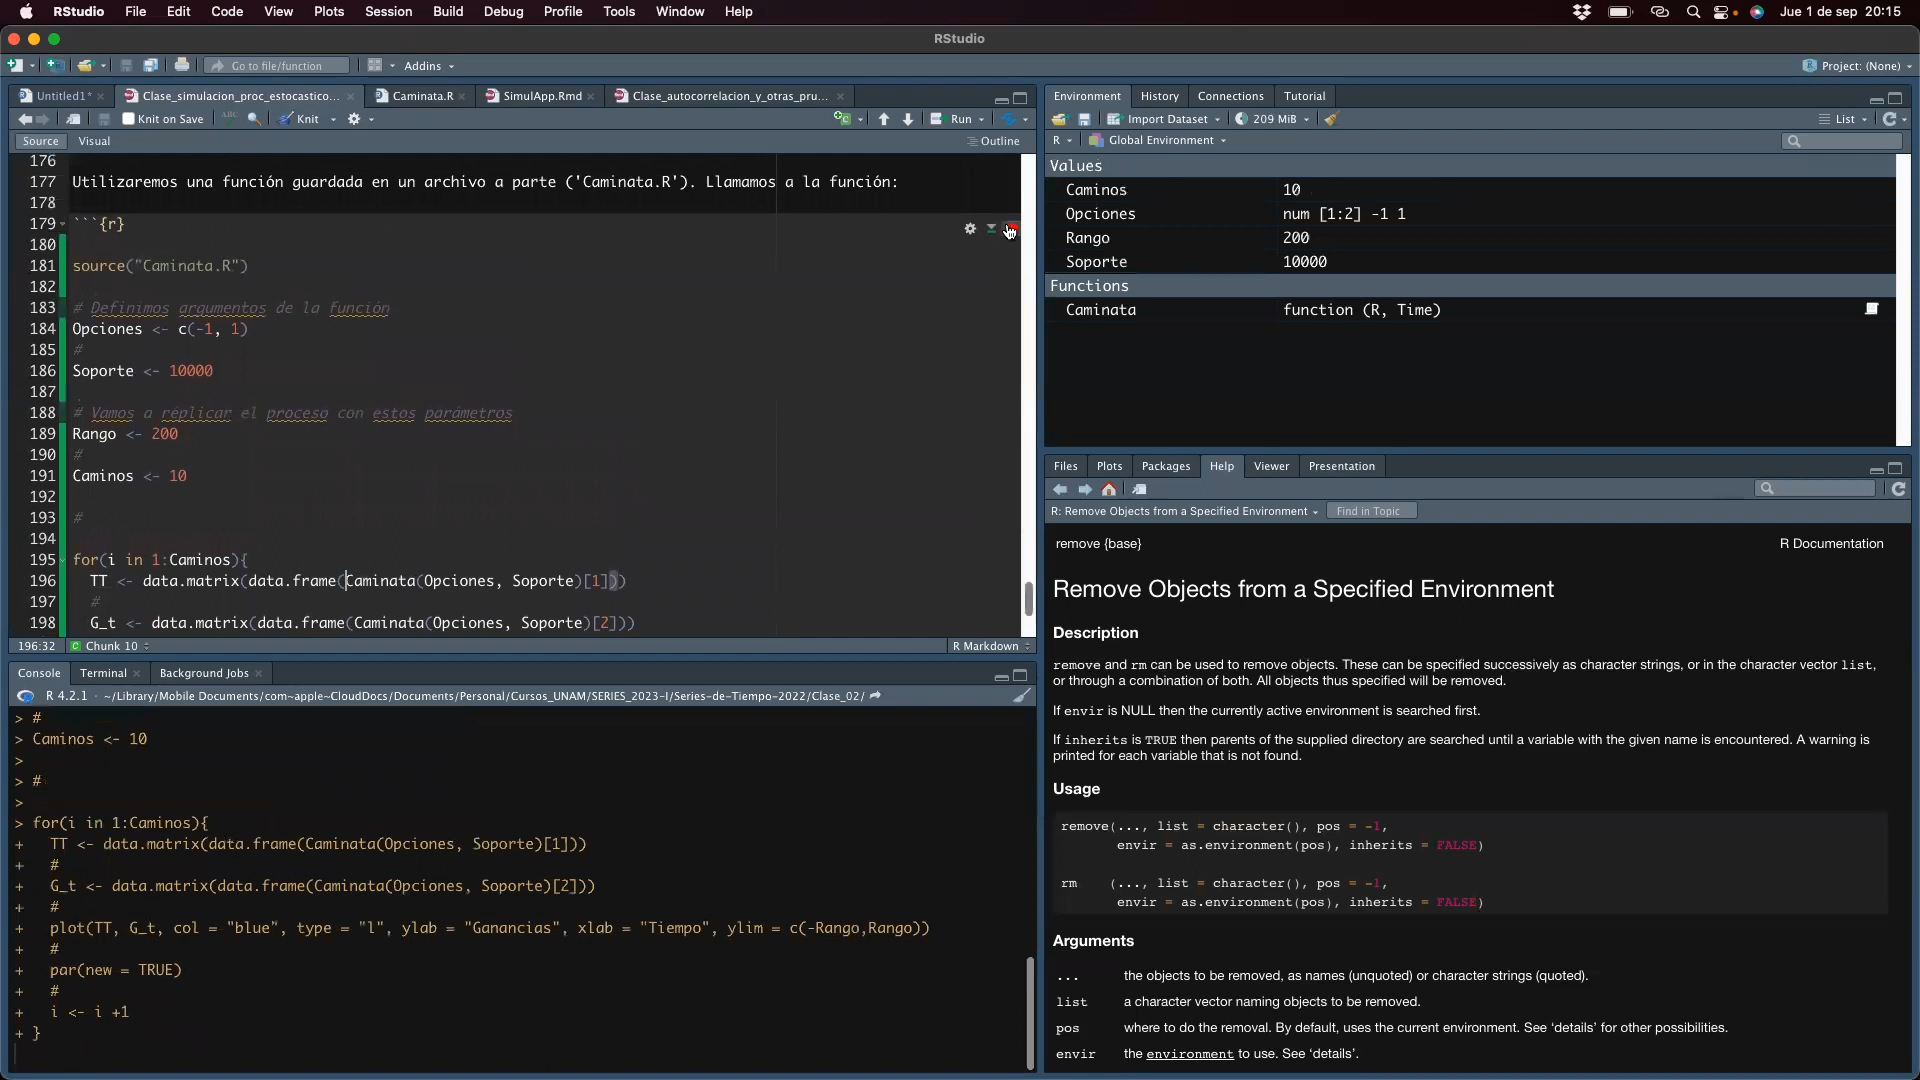 RStudio File Edit Code View Plots Session Build Debug Profile Tools Window Help Jue 1 de sep 20:15
RStudio
Go to file/function Addins Project: (None)
Untitled1* Clase_simulacion_proc_estocastico... Caminata.R SimulApp.Rmd Clase_autocorrelacion_y_otras_pru...
Knit on Save ABC Knit Run
Source Visual Outline
176
177 Utilizaremos una función guardada en un archivo a parte ('Caminata.R'). Llamamos a la función:
178
179 ```{r}
180
181 source("Caminata.R")
182
183 # Definimos argumentos de la función
184 Opciones <- c(-1, 1)
185 #
186 Soporte <- 10000
187
188 # Vamos a réplicar el proceso con estos parámetros
189 Rango <- 200
190 #
191 Caminos <- 10
192
193 #
194
195 for(i in 1:Caminos){
196 TT <- data.matrix(data.frame(Caminata(Opciones, Soporte)[1]))
197 #
198 G_t <- data.matrix(data.frame(Caminata(Opciones, Soporte)[2]))
196:32 Chunk 10 R Markdown
Console Terminal Background Jobs
R 4.2.1 · ~/Library/Mobile Documents/com~apple~CloudDocs/Documents/Personal/Cursos_UNAM/SERIES_2023-I/Series-de-Tiempo-2022/Clase_02/
> #
> Caminos <- 10
>
> #
>
> for(i in 1:Caminos){
+ TT <- data.matrix(data.frame(Caminata(Opciones, Soporte)[1]))
+ #
+ G_t <- data.matrix(data.frame(Caminata(Opciones, Soporte)[2]))
+ #
+ plot(TT, G_t, col = "blue", type = "l", ylab = "Ganancias", xlab = "Tiempo", ylim = c(-Rango,Rango))
+ #
+ par(new = TRUE)
+ #
+ i <- i +1
+ }
Environment History Connections Tutorial
Import Dataset 209 MiB List
R Global Environment
Values
Caminos 10
Opciones num [1:2] -1 1
Rango 200
Soporte 10000
Functions
Caminata function (R, Time)
Files Plots Packages Help Viewer Presentation
R: Remove Objects from a Specified Environment Find in Topic
remove {base} R Documentation
Remove Objects from a Specified Environment
Description
remove and rm can be used to remove objects. These can be specified successively as character strings, or in the character vector list,
or through a combination of both. All objects thus specified will be removed.
If envir is NULL then the currently active environment is searched first.
If inherits is TRUE then parents of the supplied directory are searched until a variable with the given name is encountered. A warning is
printed for each variable that is not found.
Usage
remove(..., list = character(), pos = -1,
envir = as.environment(pos), inherits = FALSE)
rm (..., list = character(), pos = -1,
envir = as.environment(pos), inherits = FALSE)
Arguments
... the objects to be removed, as names (unquoted) or character strings (quoted).
list a character vector naming objects to be removed.
pos where to do the removal. By default, uses the current environment. See ‘details’ for other possibilities.
envir the environment to use. See ‘details’.